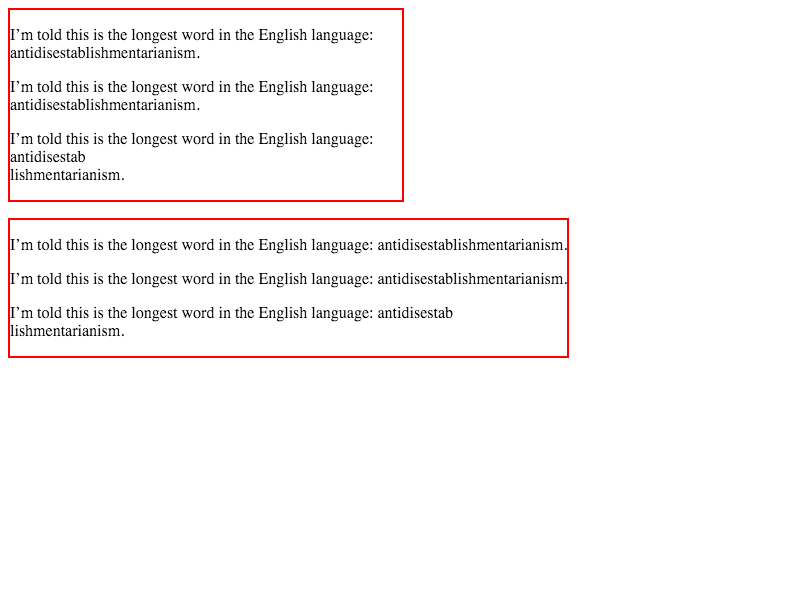 I’m told this is the longest word in the English language:
antidisestablishmentarianism.
I’m told this is the longest word in the English language:
antidisestablishmentarianism.
I’m told this is the longest word in the English language:
antidisestab
lishmentarianism.
I’m told this is the longest word in the English language: antidisestablishmentarianism.
I’m told this is the longest word in the English language: antidisestablishmentarianism.
I’m told this is the longest word in the English language: antidisestab
lishmentarianism.